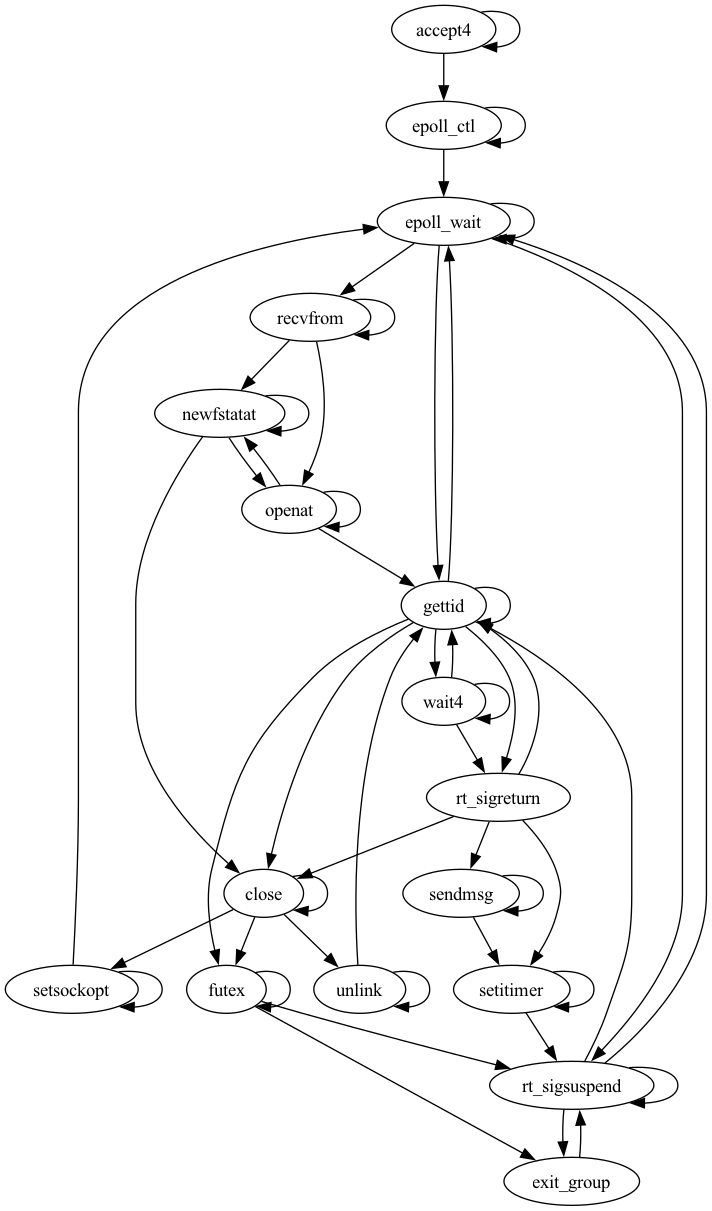 accept4
epoll_ctl
epoll_wait
recvfrom
newfstatat
openat
gettid
wait4
rt_sigreturn
close
sendmsg
setsockopt
futex
unlink
setitimer
rt_sigsuspend
exit_group